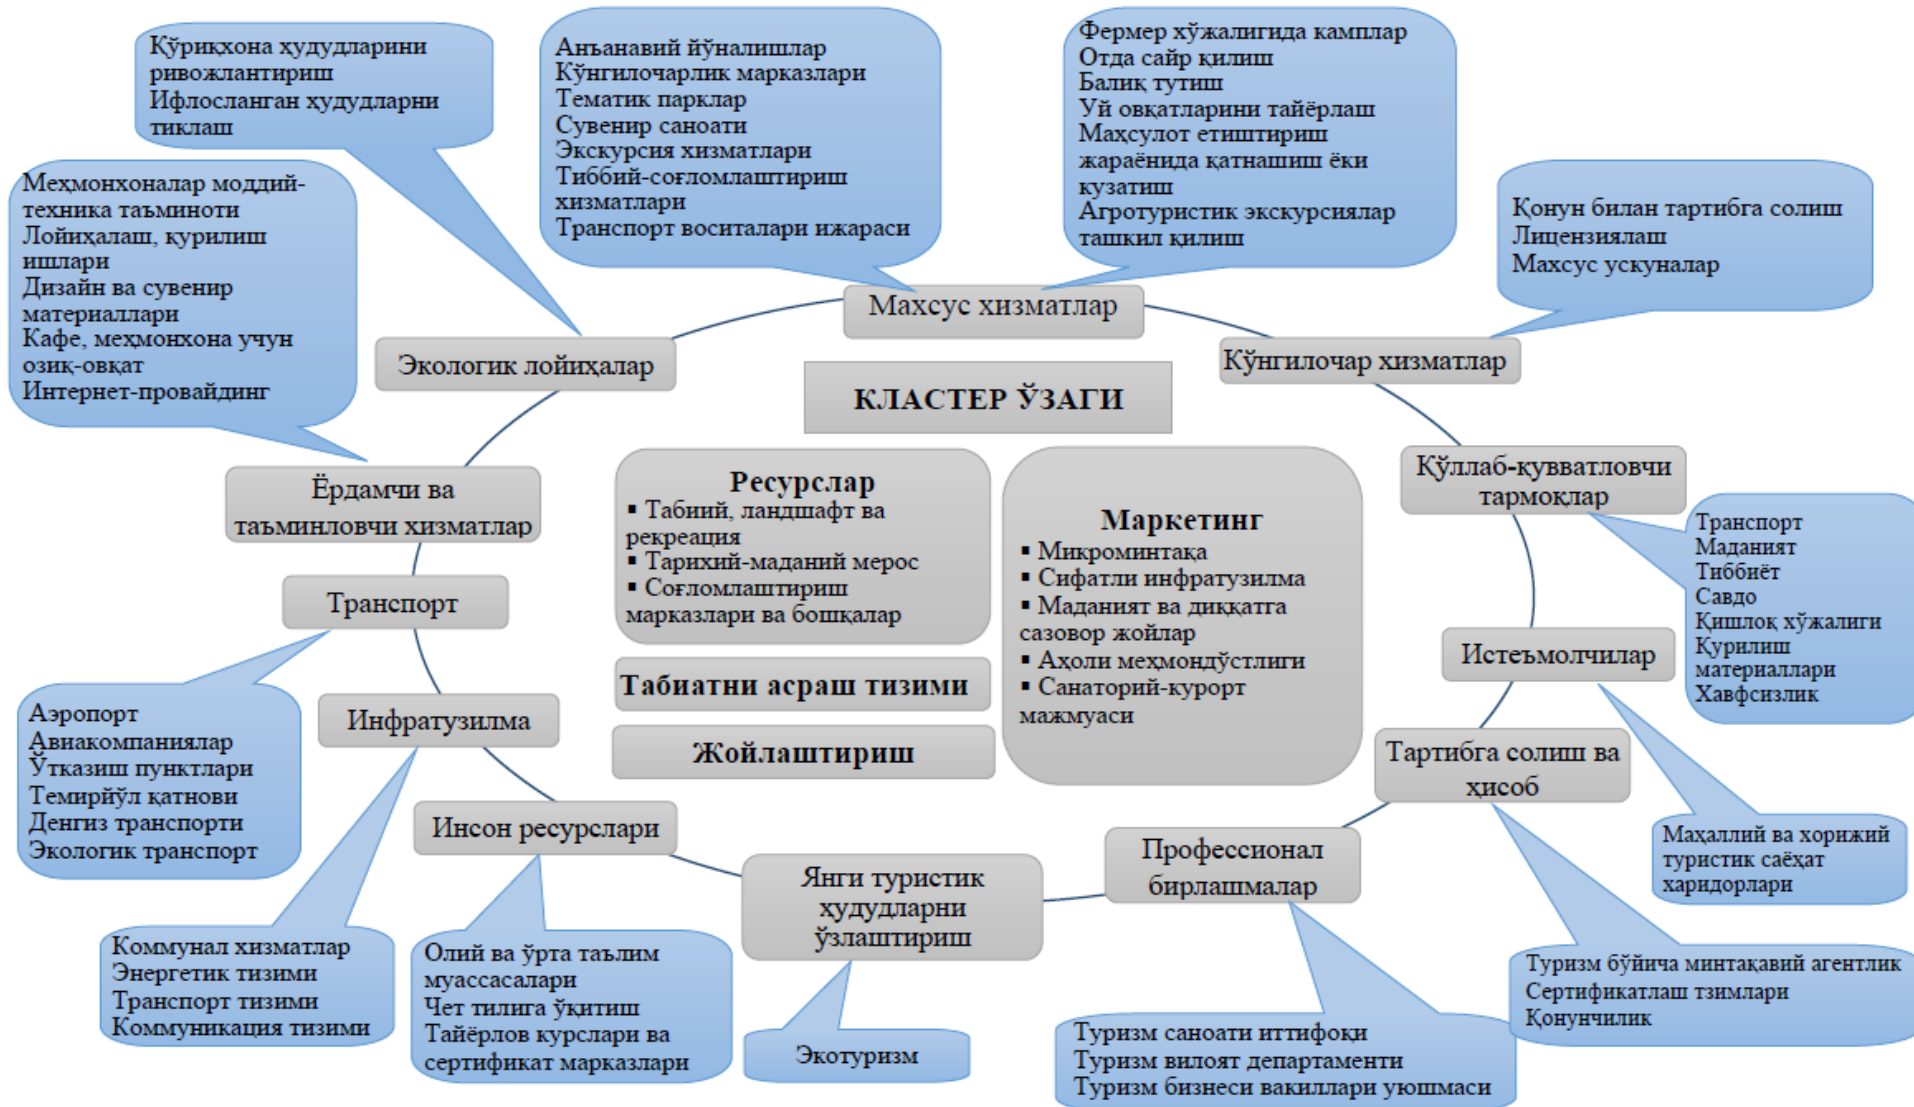 Қўриқхона ҳудудларини
ривожлантириш
Ифлосланган ҳудудларни
тиклаш
Анъанавий йўналишлар
Кўнгилочарлик марказлари
Тематик парклар
Сувенир саноати
Экскурсия хизматлари
Тиббий-соғломлаштириш
хизматлари
Транспорт воситалари ижараси
Фермер хўжалигида камплар
Отда сайр қилиш
Балиқ тутиш
Уй овқатларини тайёрлаш
Маҳсулот етиштириш
жараёнида қатнашиш ёки
кузатиш
Агротуристик экскурсиялар
ташкил қилиш
Қонун билан тартибга солиш
Лицензиялаш
Махсус ускуналар
Меҳмонхоналар моддий-
техника таъминоти
Лойиҳалаш, қурилиш
ишлари
Дизайн ва сувенир
материаллари
Кафе, меҳмонхона учун
озиқ-овқат
Интернет-провайдинг
Махсус хизматлар
Экологик лойиҳалар
Кўнгилочар хизматлар
КЛАСТЕР ЎЗАГИ
Ёрдамчи ва
таъминловчи хизматлар
Ресурслар
▪ Табиий, ландшафт ва
рекреация
▪ Тарихий-маданий мерос
▪ Соғломлаштириш
марказлари ва бошқалар
Маркетинг
▪ Микроминтақа
▪ Сифатли инфратузилма
▪ Маданият ва диққатга
сазовор жойлар
▪ Аҳоли меҳмондўстлиги
▪ Санаторий-курорт
мажмуаси
Қўллаб-қувватловчи
тармоқлар
Транспорт
Маданият
Тиббиёт
Савдо
Қишлоқ хўжалиги
Қурилиш
материаллари
Хавфсизлик
Транспорт
Табиатни асраш тизими
Истеъмолчилар
Инфратузилма
Жойлаштириш
Тартибга солиш ва
ҳисоб
Аэропорт
Авиакомпаниялар
Ўтказиш пунктлари
Темирйўл қатнови
Денгиз транспорти
Экологик транспорт
Инсон ресурслари
Янги туристик
ҳудудларни
ўзлаштириш
Профессионал
бирлашмалар
Маҳаллий ва хорижий
туристик саёҳат
харидорлари
Коммунал хизматлар
Энергетик тизими
Транспорт тизими
Коммуникация тизими
Олий ва ўрта таълим
муассасалари
Чет тилига ўқитиш
Тайёрлов курслари ва
сертификат марказлари
Экотуризм
Туризм саноати иттифоқи
Туризм вилоят департаменти
Туризм бизнеси вакиллари уюшмаси
Туризм бўйича минтақавий агентлик
Сертификатлаш тзимлари
Қонунчилик